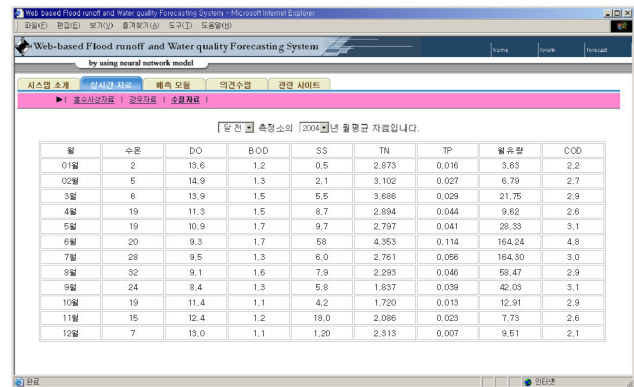 Web based Flood runoff and Water quality Forecasting System - Microsoft Internet Explorer
파일(F) 편집(E) 보기(V) 즐겨찾기(A) 도구(T) 도움말(H)
Web-based Flood runoff and Water quality Forecasting System
home forum forecast
by using neural network model
시스템 소개 실시간 자료 예측 모듈 의견수렴 관련 사이트
▶| 홍수사상자료 | 강우자료 | 수질자료 |
달 천 측정소의 2004 년 월평균 자료입니다.
월 수온 DO BOD SS TN TP 월유량 COD
01월 2 13.6 1.2 0.5 2.873 0.016 3.63 2.2
02월 5 14.9 1.3 2.1 3.102 0.027 6.79 2.7
3월 6 13.9 1.5 5.5 3.686 0.029 21.75 2.9
4월 19 11.3 1.5 8.7 2.894 0.044 9.62 2.6
5월 19 10.9 1.7 9.7 2.797 0.041 28.33 3.1
6월 20 9.3 1.7 58 4.353 0.114 164.24 4.8
7월 28 9.5 1.3 6.0 2.761 0.056 164.30 3.0
8월 32 9.1 1.6 7.9 2.293 0.046 58.47 2.9
9월 24 8.4 1.3 5.8 1.837 0.039 42.03 3.1
10월 19 11.4 1.1 4.2 1.720 0.013 12.91 2.9
11월 15 12.4 1.2 18.0 2.086 0.023 7.73 2.6
12월 7 13.0 1.1 1.20 2.313 0.007 9.51 2.1
완료 인터넷